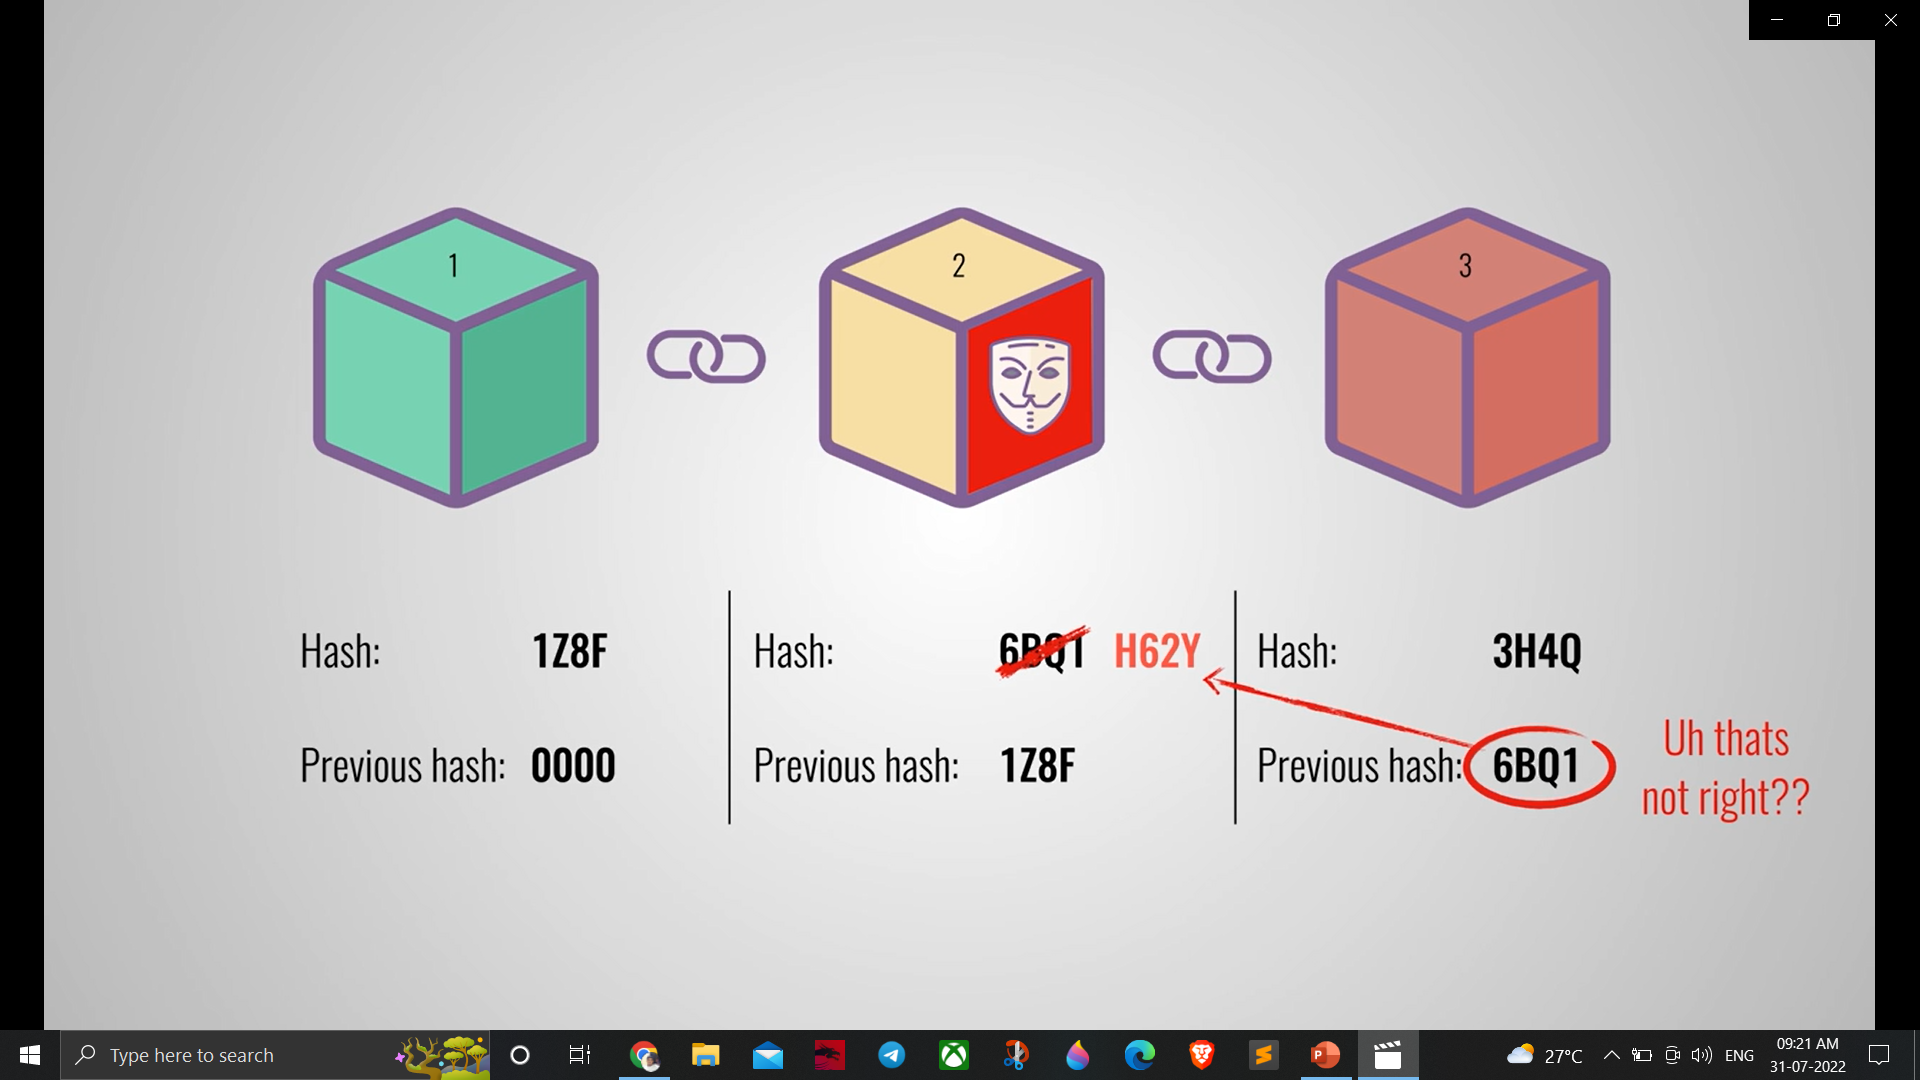 1
2
3
Hash: 1Z8F
Previous hash: 0000
Hash: 6BQ1 H62Y
Previous hash: 1Z8F
Hash: 3H4Q
Previous hash: 6BQ1
Uh thats
not right??
Type here to search
P
27°C
ENG
09:21 AM
31-07-2022